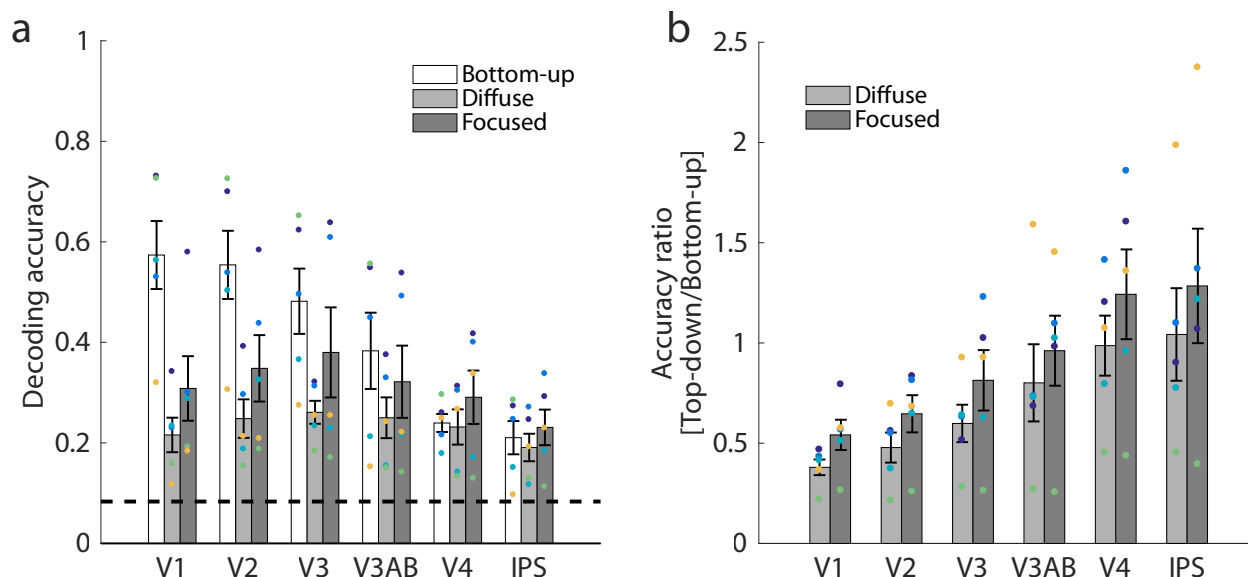 a
Decoding accuracy
1
0.8
0.6
0.4
0.2
0
Bottom-up
Diffuse
Focused
V1 V2 V3 V3AB V4 IPS
b
Accuracy ratio
[Top-down/Bottom-up]
2.5
2
1.5
1
0.5
0
Diffuse
Focused
V1 V2 V3 V3AB V4 IPS